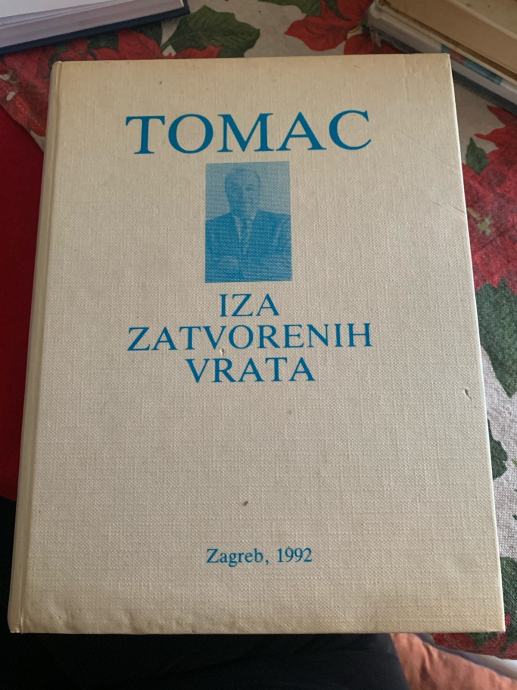 TOMAC
IZA
ZATVORENIH
VRATA
Zagreb, 1992